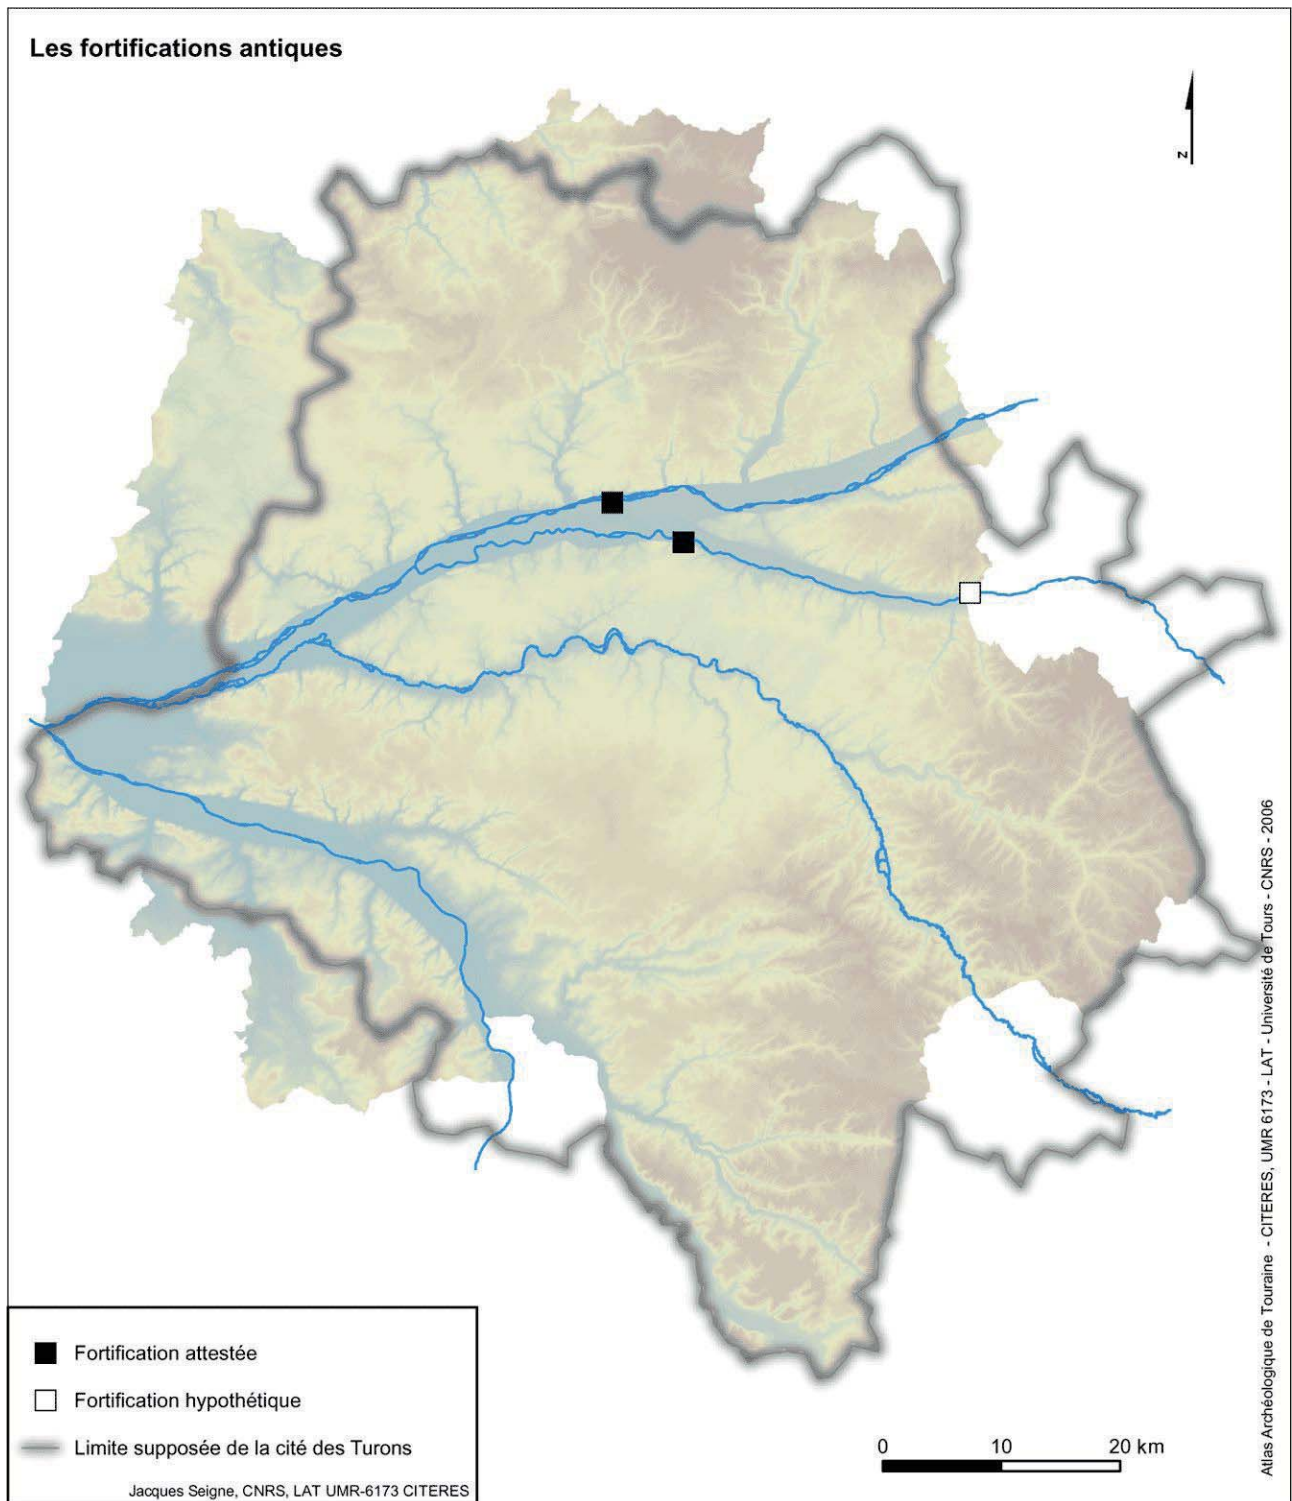 Les fortifications antiques
N
Fortification attestée
Fortification hypothétique
Limite supposée de la cité des Turons
Jacques Seigne, CNRS, LAT UMR-6173 CITERES
0 10 20 km
Atlas Archéologique de Touraine - CITERES, UMR 6173 - LAT - Université de Tours - CNRS - 2006